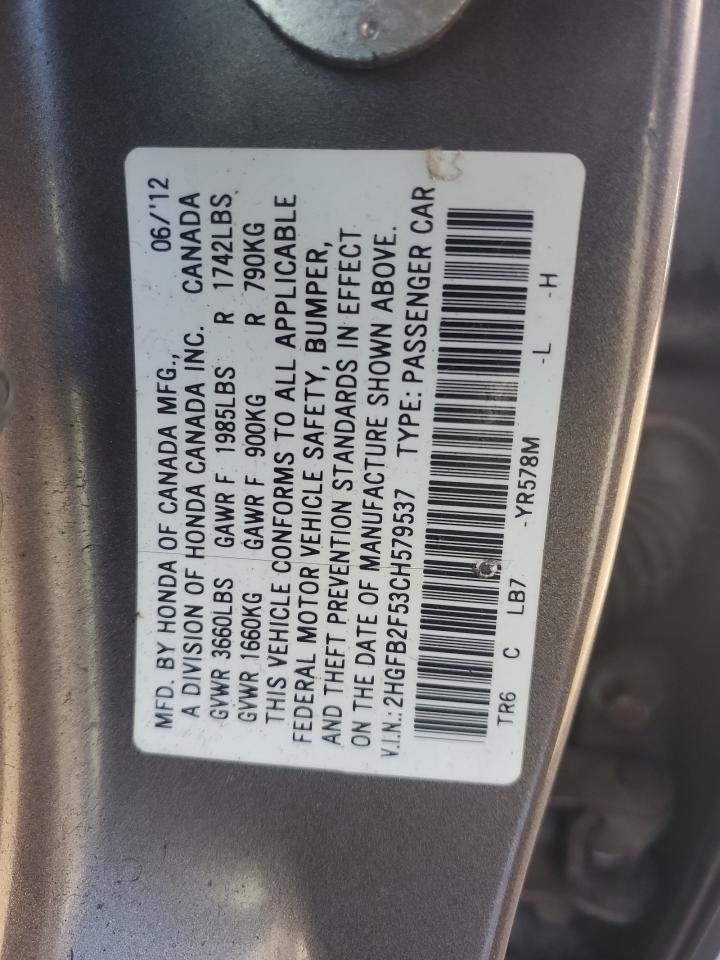 MFD. BY HONDA OF CANADA MFG., 06/'12
A DIVISION OF HONDA CANADA INC. CANADA
GVWR 3660LBS GAWR F 1985LBS R 1742LBS
GVWR 1660KG GAWR F 900KG R 790KG
THIS VEHICLE CONFORMS TO ALL APPLICABLE
FEDERAL MOTOR VEHICLE SAFETY, BUMPER,
AND THEFT PREVENTION STANDARDS IN EFFECT
ON THE DATE OF MANUFACTURE SHOWN ABOVE.
V.I.N.: 2HGFB2F53CH579537 TYPE: PASSENGER CAR
TR6 C LB7 -YR578M -L -H